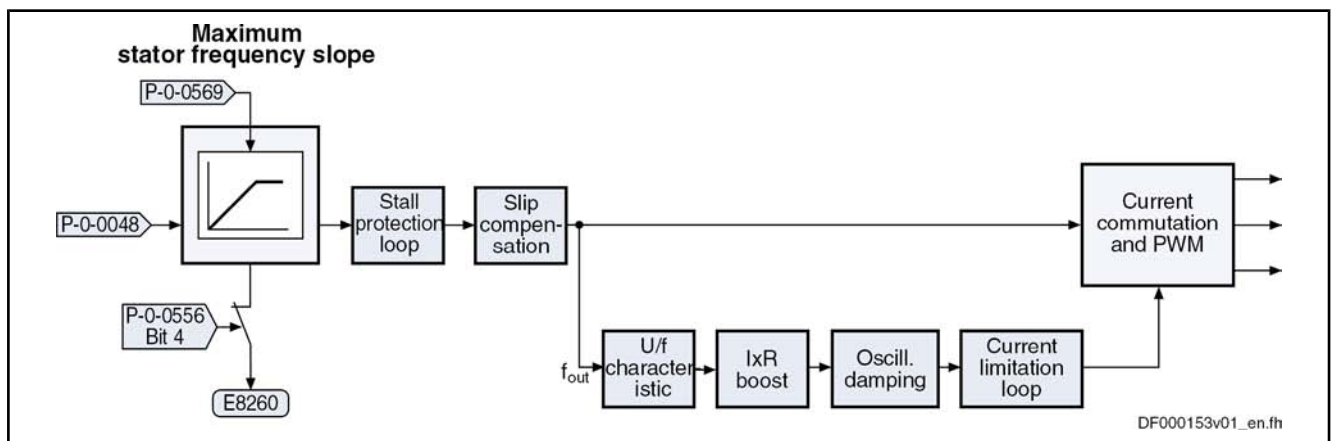 Maximum
stator frequency slope
P-0-0569
P-0-0048
Stall
protection
loop
Slip
compen-
sation
Current
commutation
and PWM
P-0-0556
Bit 4
E8260
fout
U/f
character
istic
IxR
boost
Oscill.
damping
Current
limitation
loop
DF000153v01_en.fh